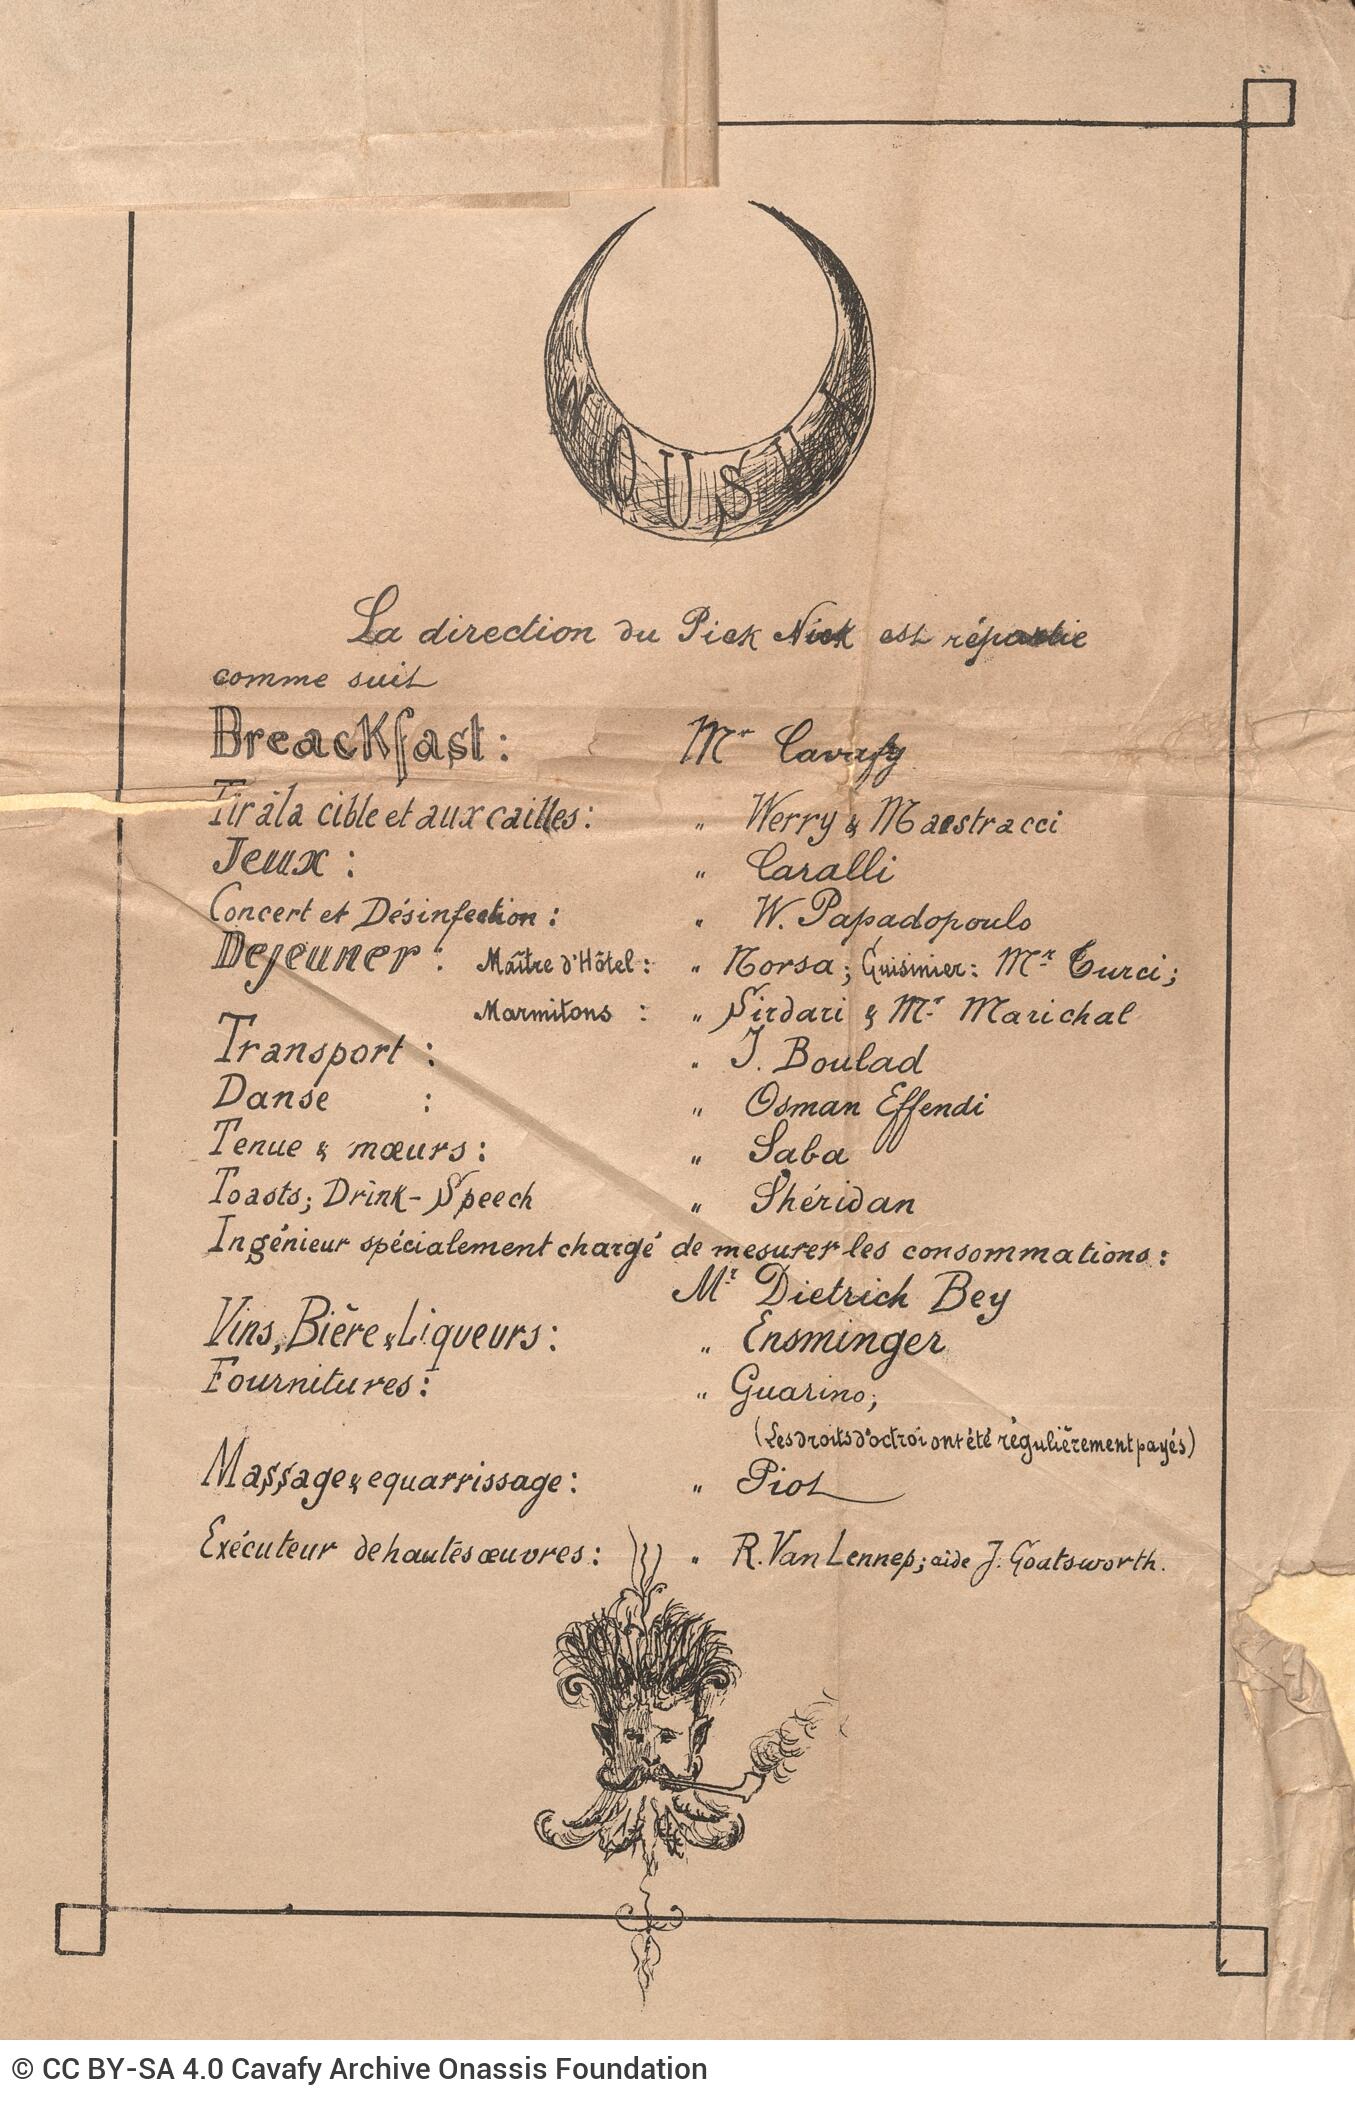 La direction du Pick Nick est répartie
comme suit
Breackfast: Mr Cavafy
Tir à la cible et aux cailles: " Werry & Maestracci
Jeux: " Caralli
Concert et Désinfection: " W. Papadopoulo
Dejeuner: Maître d'Hôtel: " Norsa; Cuisinier: Mr Turci;
Marmitons: " Sirdari & Mr Marichal
Transport: " J. Boulad
Danse: " Osman Effendi
Tenue & mœurs: " Saba
Toasts; Drink-Speech " Shéridan
Ingénieur spécialement chargé de mesurer les consommations:
Mr Dietrich Bey
Vins, Bière & Liqueurs: " Ensminger
Fournitures: " Guarino;
(Les droits d'octroi ont été régulièrement payés)
Massage & equarrissage: " Piot
Exécuteur de hautes œuvres: " R. Van Lennep; aide J. Goatsworth.
© CC BY-SA 4.0 Cavafy Archive Onassis Foundation